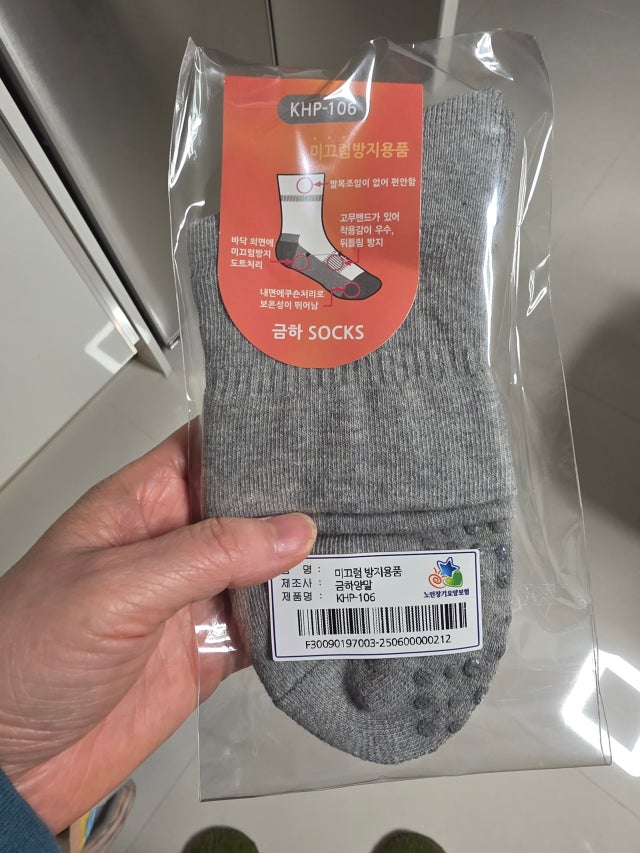 KHP-106
미끄럼방지용품
발목조임이 없어 편안함
고무밴드가 있어
착용감이 우수,
뒤틀림 방지
바닥 외면에
미끄럼방지
도트처리
내면에쿠숀처리로
보온성이 뛰어남
금하 SOCKS
명 : 미끄럼 방지용품
제조사 : 금하양말
제품명 : KHP-106
노인장기요양보험
F30090197003-250600000212